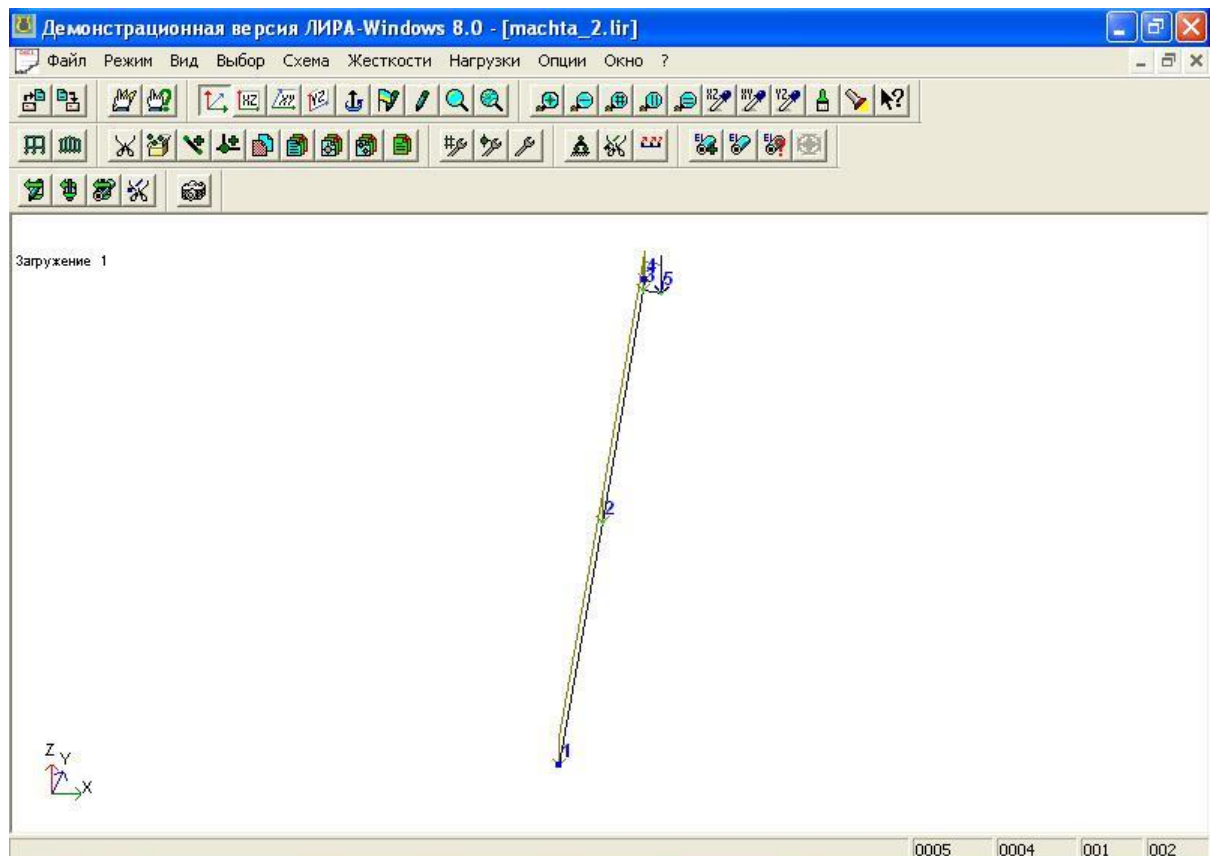 Демонстрационная версия ЛИРА-Windows 8.0 - [machta_2.lir]
Файл Режим Вид Выбор Схема Жесткости Нагрузки Опции Окно ?
Загружение 1
4
3
5
2
1
Z
Y
X
0005 0004 001 002